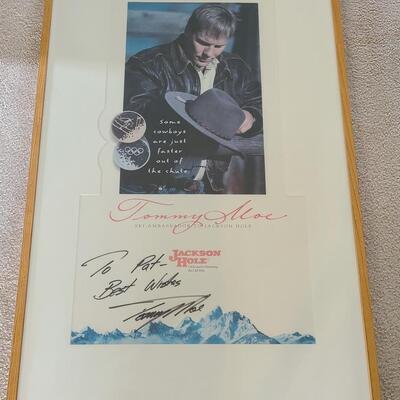 Some
cowboys
are just
faster
out of
the chute.
Tommy Moe
SKI AMBASSADOR TO JACKSON HOLE
JACKSON
HOLE
To Pat-
Best Wishes
Tommy Moe